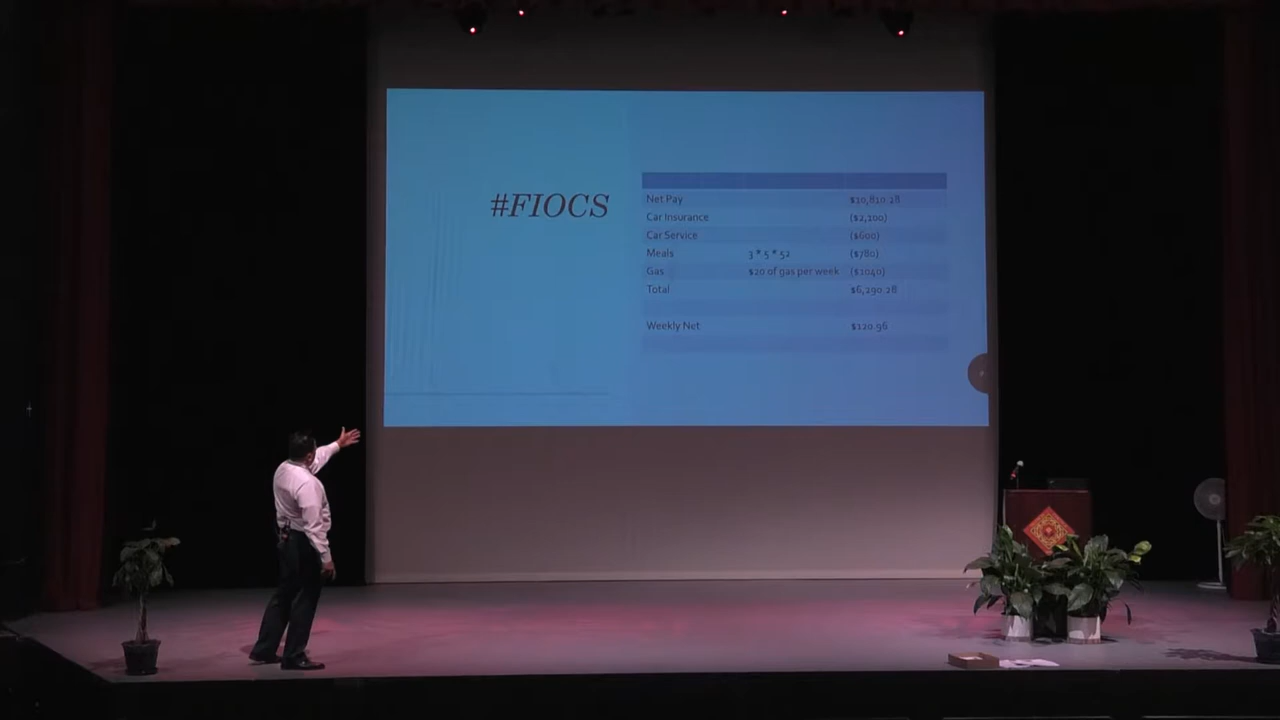 #FIOCS
Net Pay $10,810.28
Car Insurance ($2,100)
Car Service ($600)
Meals 3 * 5 * 52 ($780)
Gas $20 of gas per week ($1040)
Total $6,290.28
Weekly Net $120.96